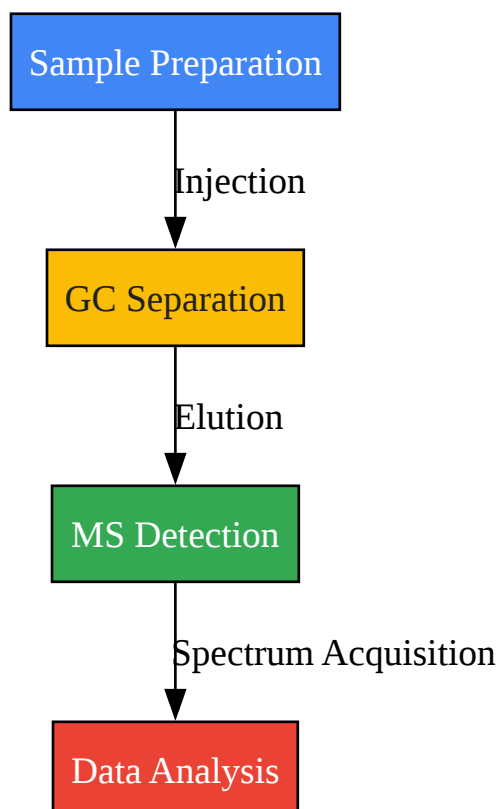 Sample Preparation
Injection
GC Separation
Elution
MS Detection
Spectrum Acquisition
Data Analysis